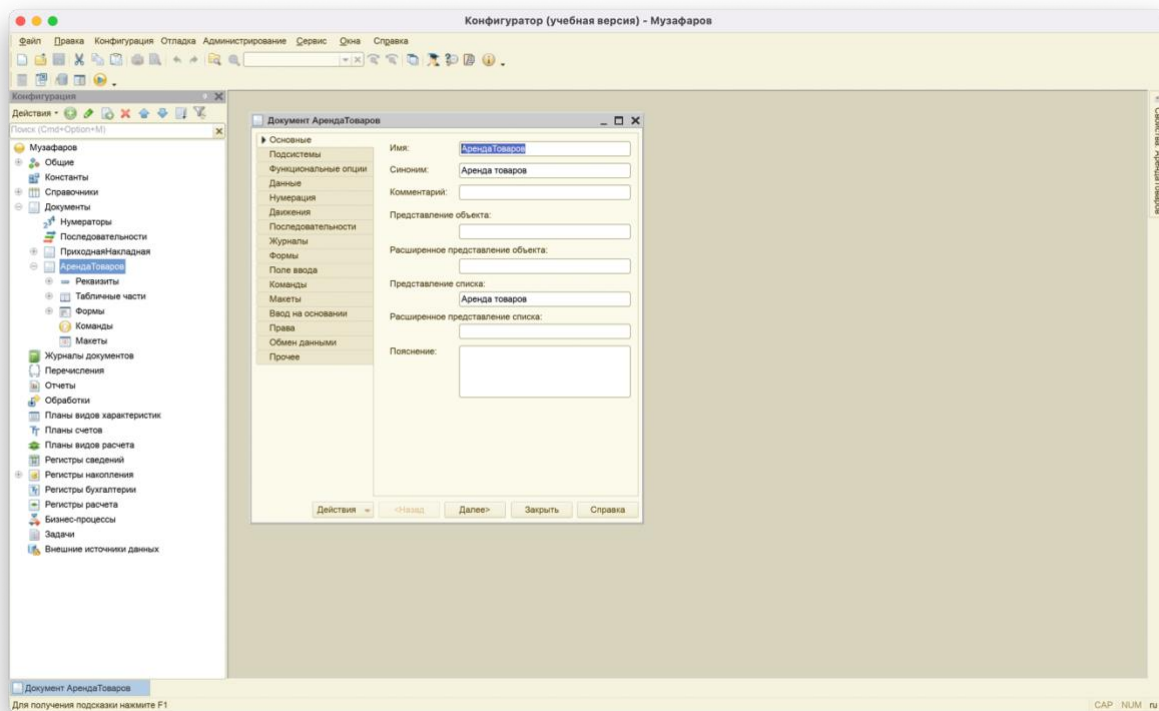 Конфигуратор (учебная версия) - Музафаров
Файл Правка Конфигурация Отладка Администрирование Сервис Окна Справка
Конфигурация
Действия
Поиск (Cmd+Option+M)
Музафаров
Общие
Константы
Справочники
Документы
Нумераторы
Последовательности
ПриходнаяНакладная
АрендаТоваров
Реквизиты
Табличные части
Формы
Команды
Макеты
Журналы документов
Перечисления
Отчеты
Обработки
Планы видов характеристик
Планы счетов
Планы видов расчета
Регистры сведений
Регистры накопления
Регистры бухгалтерии
Регистры расчета
Бизнес-процессы
Задачи
Внешние источники данных
Документ АрендаТоваров
Основные
Подсистемы
Функциональные опции
Данные
Нумерация
Движения
Последовательности
Журналы
Формы
Поле ввода
Команды
Макеты
Ввод на основании
Права
Обмен данными
Прочее
Имя: АрендаТоваров
Синоним: Аренда товаров
Комментарий:
Представление объекта:
Расширенное представление объекта:
Представление списка:
Аренда товаров
Расширенное представление списка:
Пояснение:
Действия <Назад Далее> Закрыть Справка
Свойства: АрендаТоваров
Документ АрендаТоваров
Для получения подсказки нажмите F1
CAP NUM ru